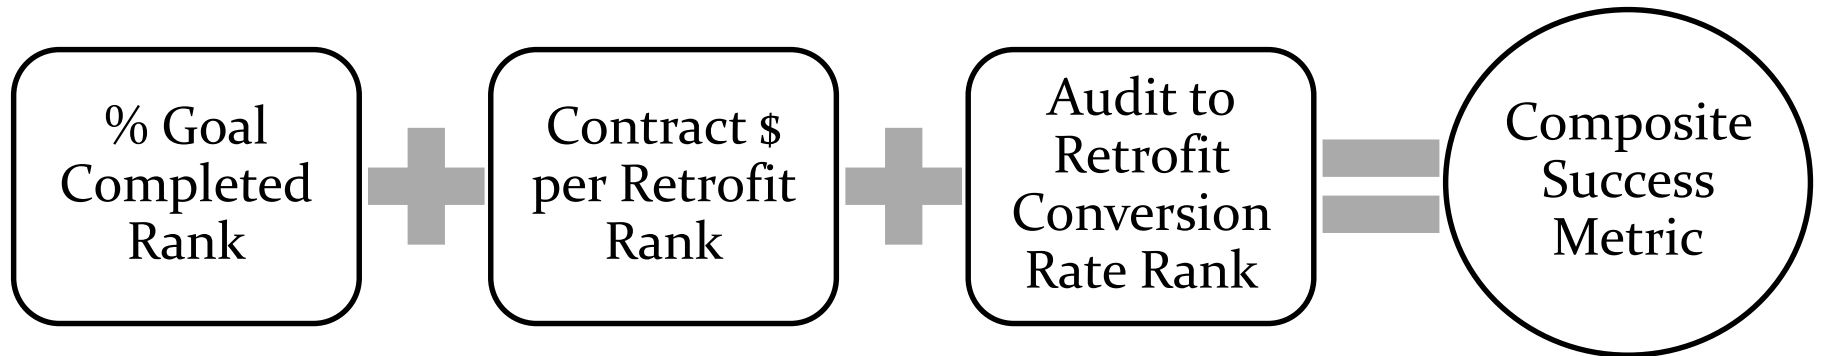 % Goal
Completed
Rank
Contract $
per Retrofit
Rank
Audit to
Retrofit
Conversion
Rate Rank
Composite
Success
Metric